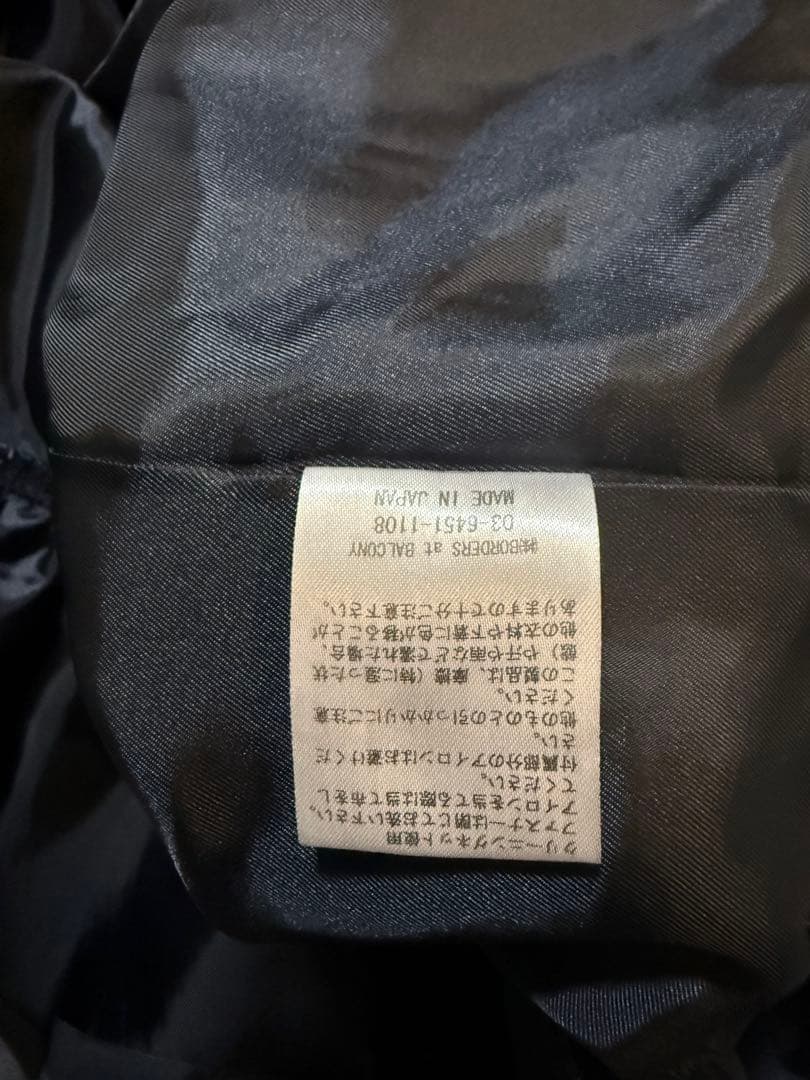 クリーニングネット使用
ファスナーは閉じてお洗い下さい。
アイロンを当てる際は当て布をし
てください。
付属部分のアイロンはお避けくだ
さい。
他のものとの引っかかりにご注意
ください。
この製品は、摩擦（特に湿った状
態）や汗や雨などで濡れた場合、
他の衣料や下着に色が移ることが
ありますので十分ご注意下さい。
㈱BORDERS at BALCONY
03-6451-1108
MADE IN JAPAN